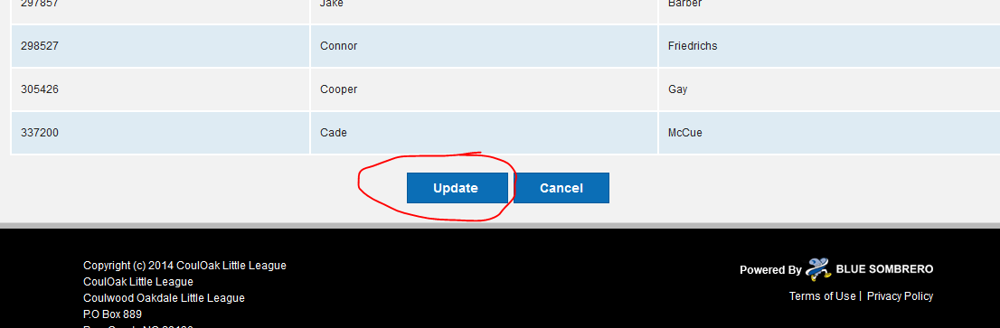 297857 Jake Barber
298527 Connor Friedrichs
305426 Cooper Gay
337200 Cade McCue
Update Cancel
Copyright (c) 2014 CoulOak Little League
CoulOak Little League
Coulwood Oakdale Little League
P.O Box 889
Powered By BLUE SOMBRERO
Terms of Use | Privacy Policy